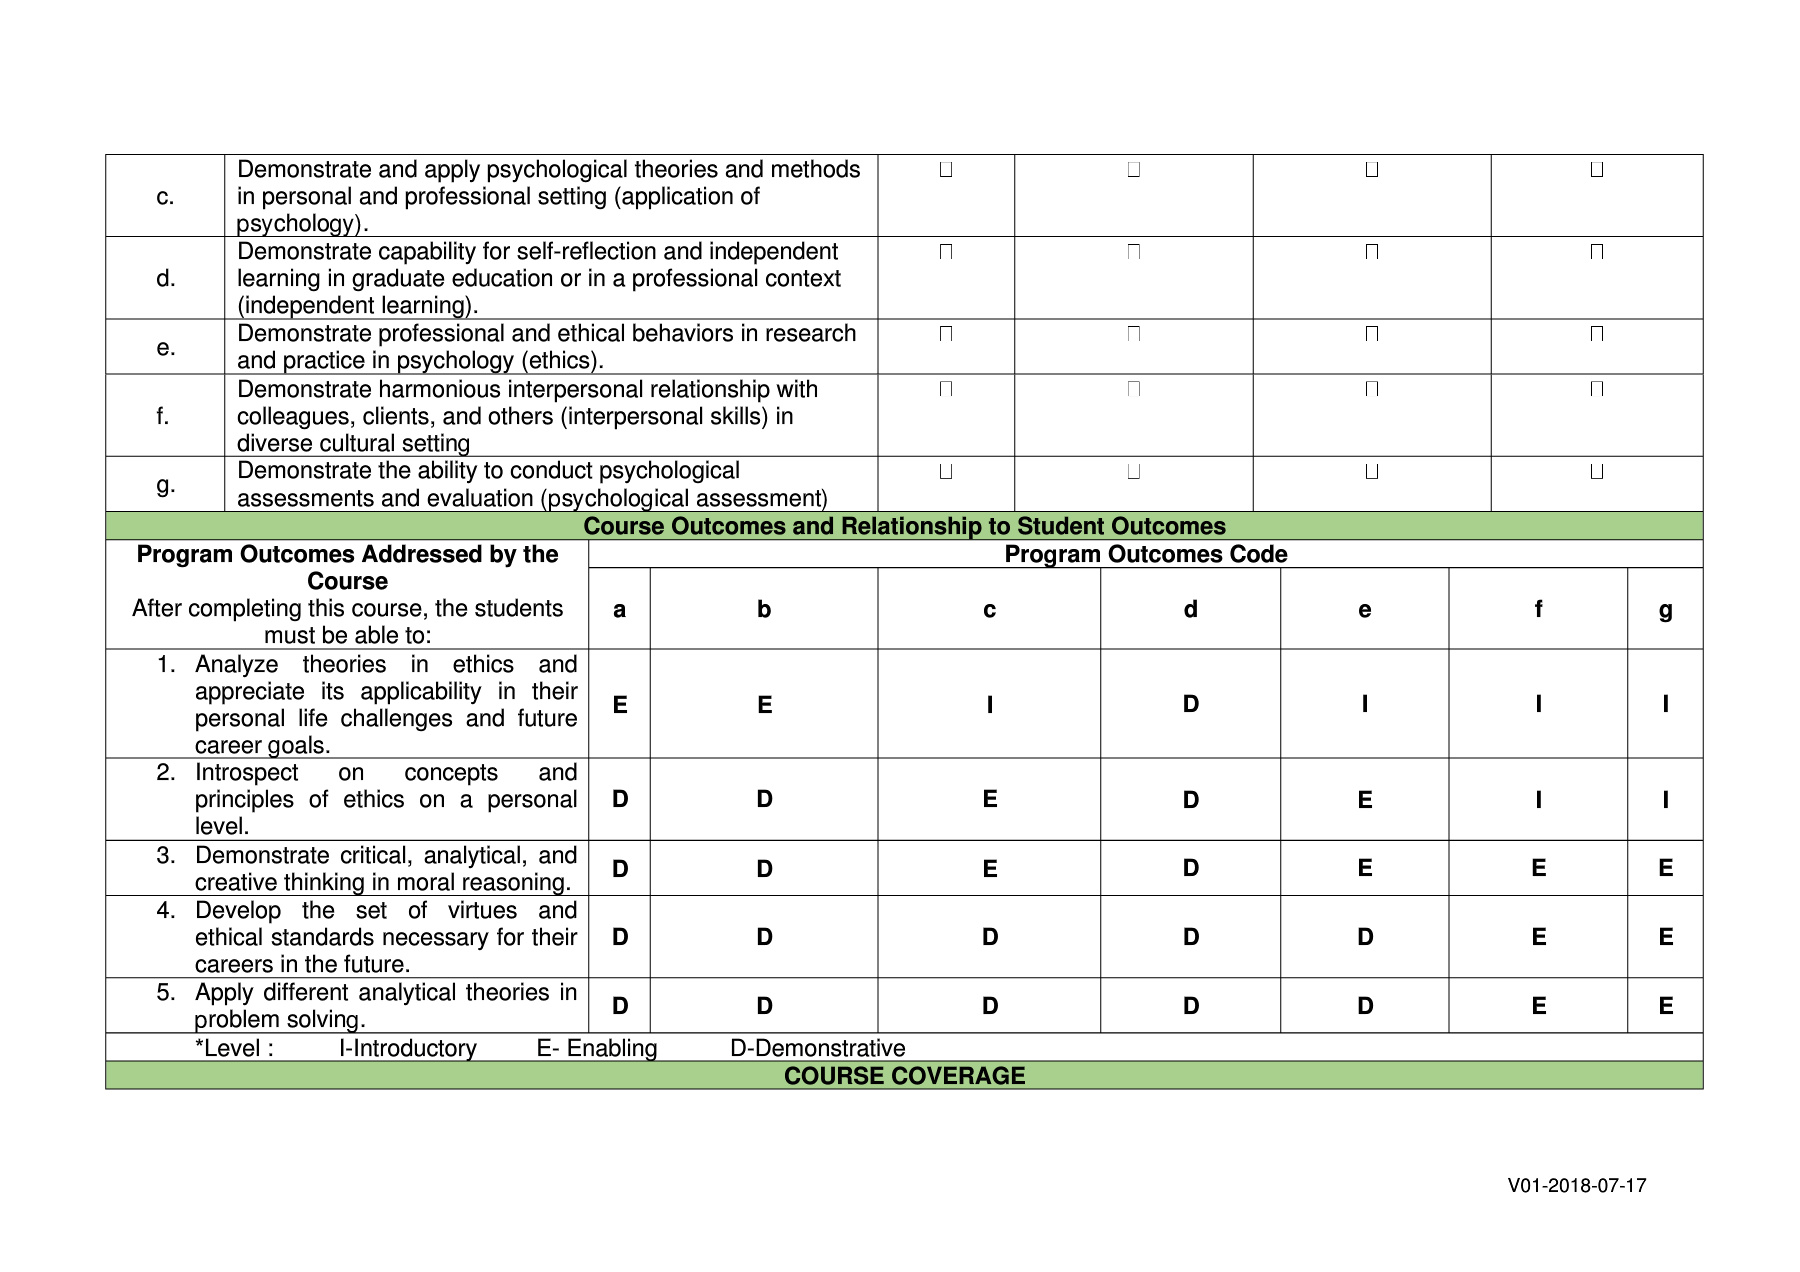 c. Demonstrate and apply psychological theories and methods
in personal and professional setting (application of
psychology).
d. Demonstrate capability for self-reflection and independent
learning in graduate education or in a professional context
(independent learning).
e. Demonstrate professional and ethical behaviors in research
and practice in psychology (ethics).
f. Demonstrate harmonious interpersonal relationship with
colleagues, clients, and others (interpersonal skills) in
diverse cultural setting
g. Demonstrate the ability to conduct psychological
assessments and evaluation (psychological assessment)
Course Outcomes and Relationship to Student Outcomes
Program Outcomes Addressed by the
Course
After completing this course, the students
must be able to:
Program Outcomes Code
a b c d e f g
1. Analyze theories in ethics and
appreciate its applicability in their
personal life challenges and future
career goals.
E E I D I I I
2. Introspect on concepts and
principles of ethics on a personal
level.
D D E D E I I
3. Demonstrate critical, analytical, and
creative thinking in moral reasoning.
D D E D E E E
4. Develop the set of virtues and
ethical standards necessary for their
careers in the future.
D D D D D E E
5. Apply different analytical theories in
problem solving.
D D D D D E E
*Level : I-Introductory E- Enabling D-Demonstrative
COURSE COVERAGE
V01-2018-07-17